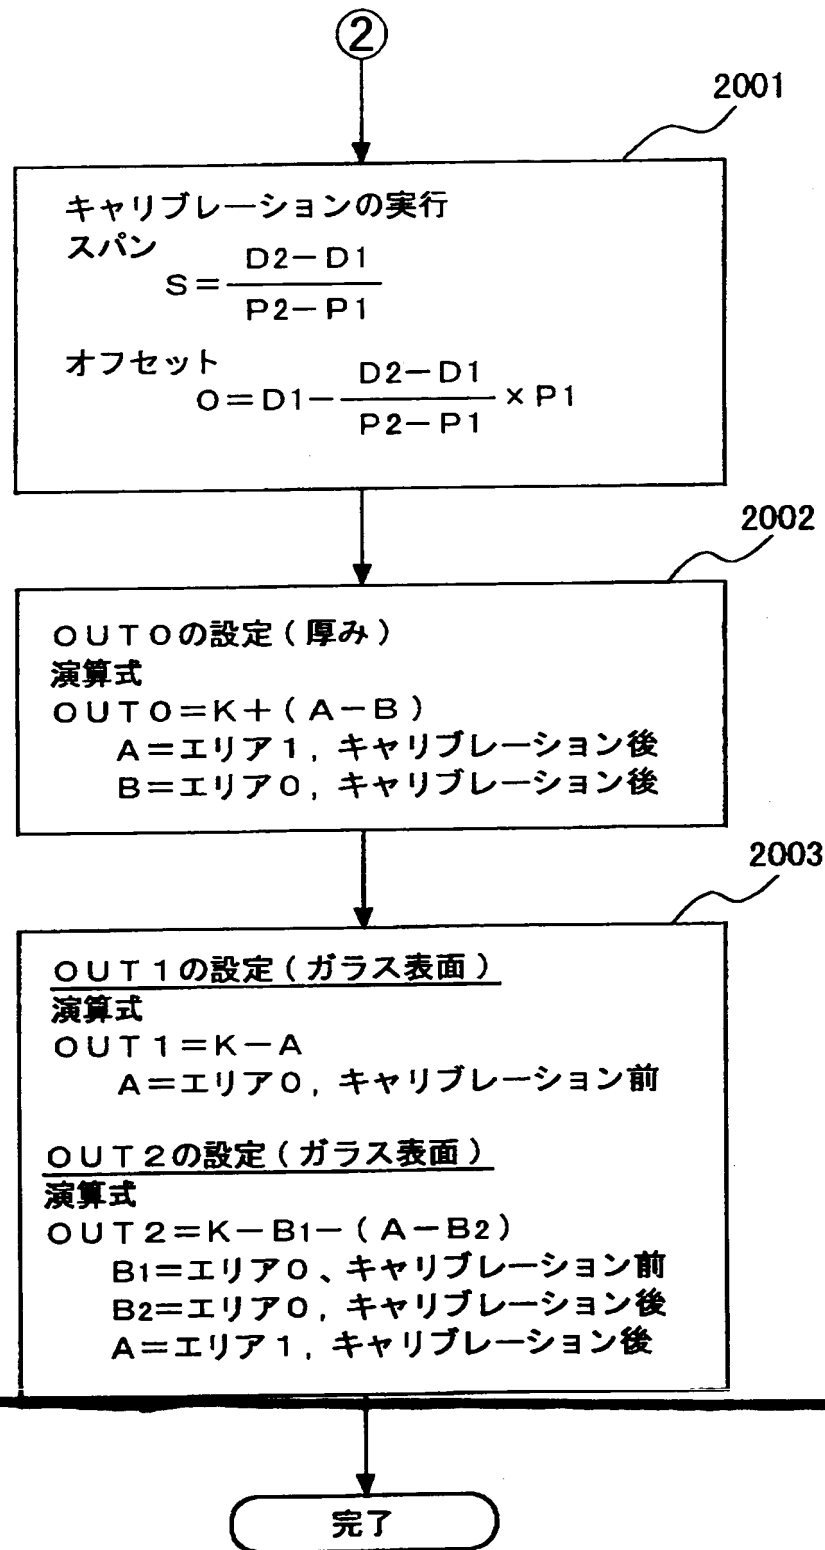 ②
2001
キャリブレーションの実行
スパン
S＝(D2－D1)/(P2－P1)
オフセット
O＝D1－(D2－D1)/(P2－P1)×P1
2002
OUT0の設定(厚み)
演算式
OUT0＝K＋(A－B)
A＝エリア1, キャリブレーション後
B＝エリア0, キャリブレーション後
2003
OUT1の設定(ガラス表面)
演算式
OUT1＝K－A
A＝エリア0, キャリブレーション前
OUT2の設定(ガラス表面)
演算式
OUT2＝K－B1－(A－B2)
B1＝エリア0、キャリブレーション前
B2＝エリア0, キャリブレーション後
A＝エリア1, キャリブレーション後
完了